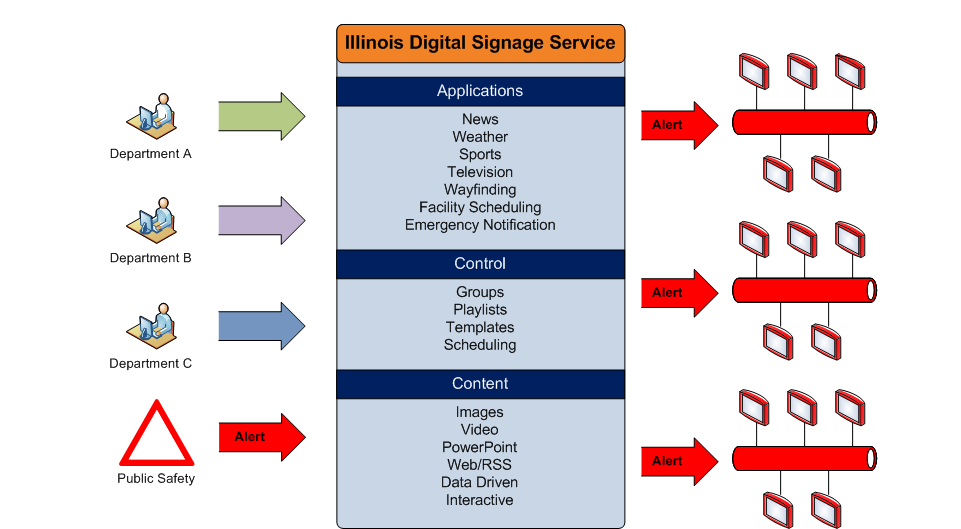 Illinois Digital Signage Service
Applications
News
Weather
Sports
Television
Wayfinding
Facility Scheduling
Emergency Notification
Control
Groups
Playlists
Templates
Scheduling
Content
Images
Video
PowerPoint
Web/RSS
Data Driven
Interactive
Department A
Department B
Department C
Alert
Public Safety
Alert
Alert
Alert